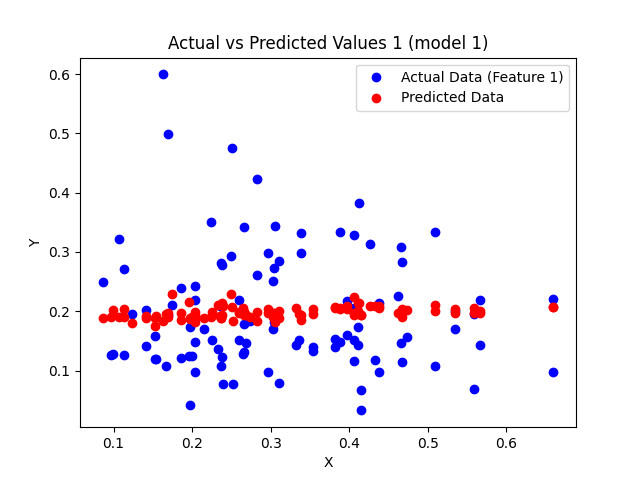 Actual vs Predicted Values 1 (model 1)
Actual Data (Feature 1)
Predicted Data
Y
0.6
0.5
0.4
0.3
0.2
0.1
0.1 0.2 0.3 0.4 0.5 0.6
X